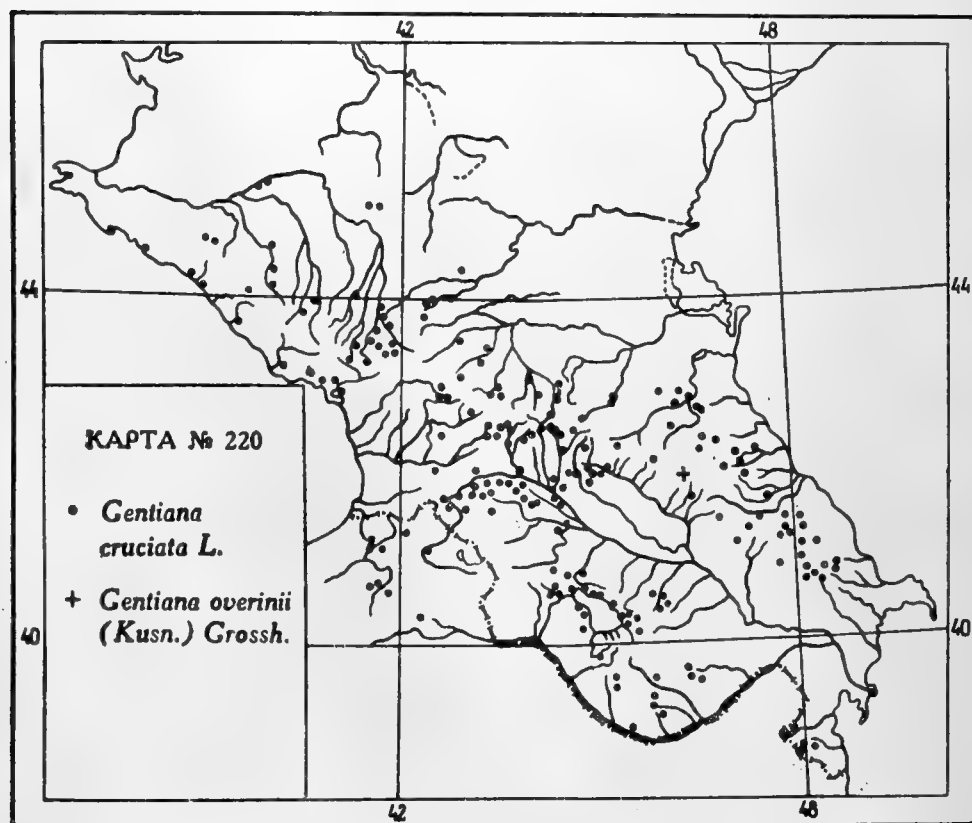 42 48
44 44
КАРТА № 220
• Gentiana
cruciata L.
+ Gentiana overinii
(Kusn.) Grossh.
40 40
42 48